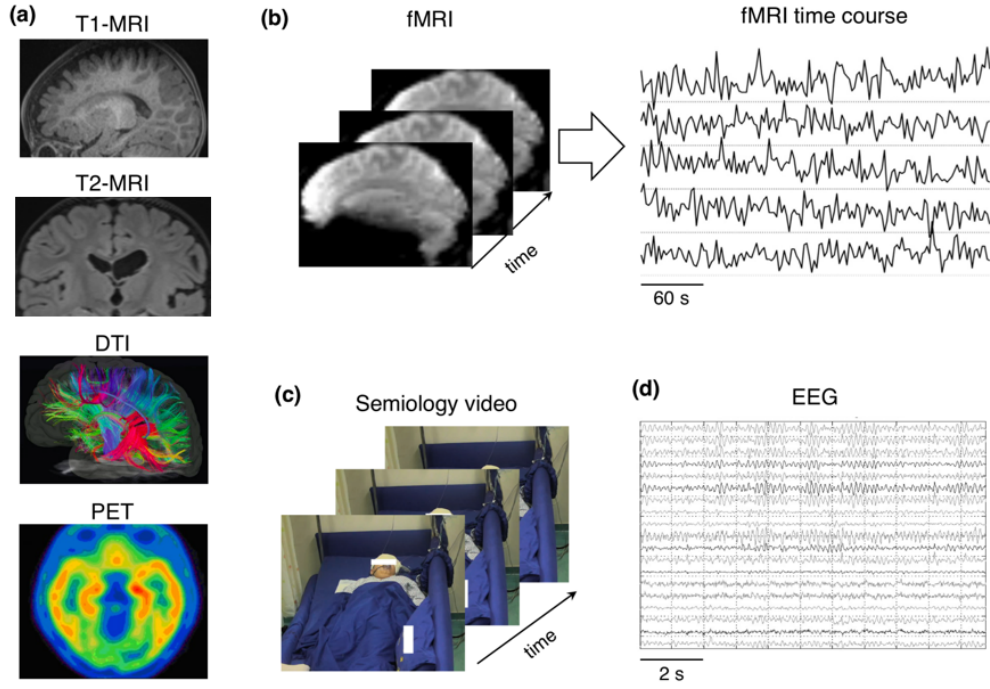 (a)
T1-MRI
T2-MRI
DTI
PET
(b)
fMRI
time
fMRI time course
60 s
(c)
Semiology video
time
(d)
EEG
2 s